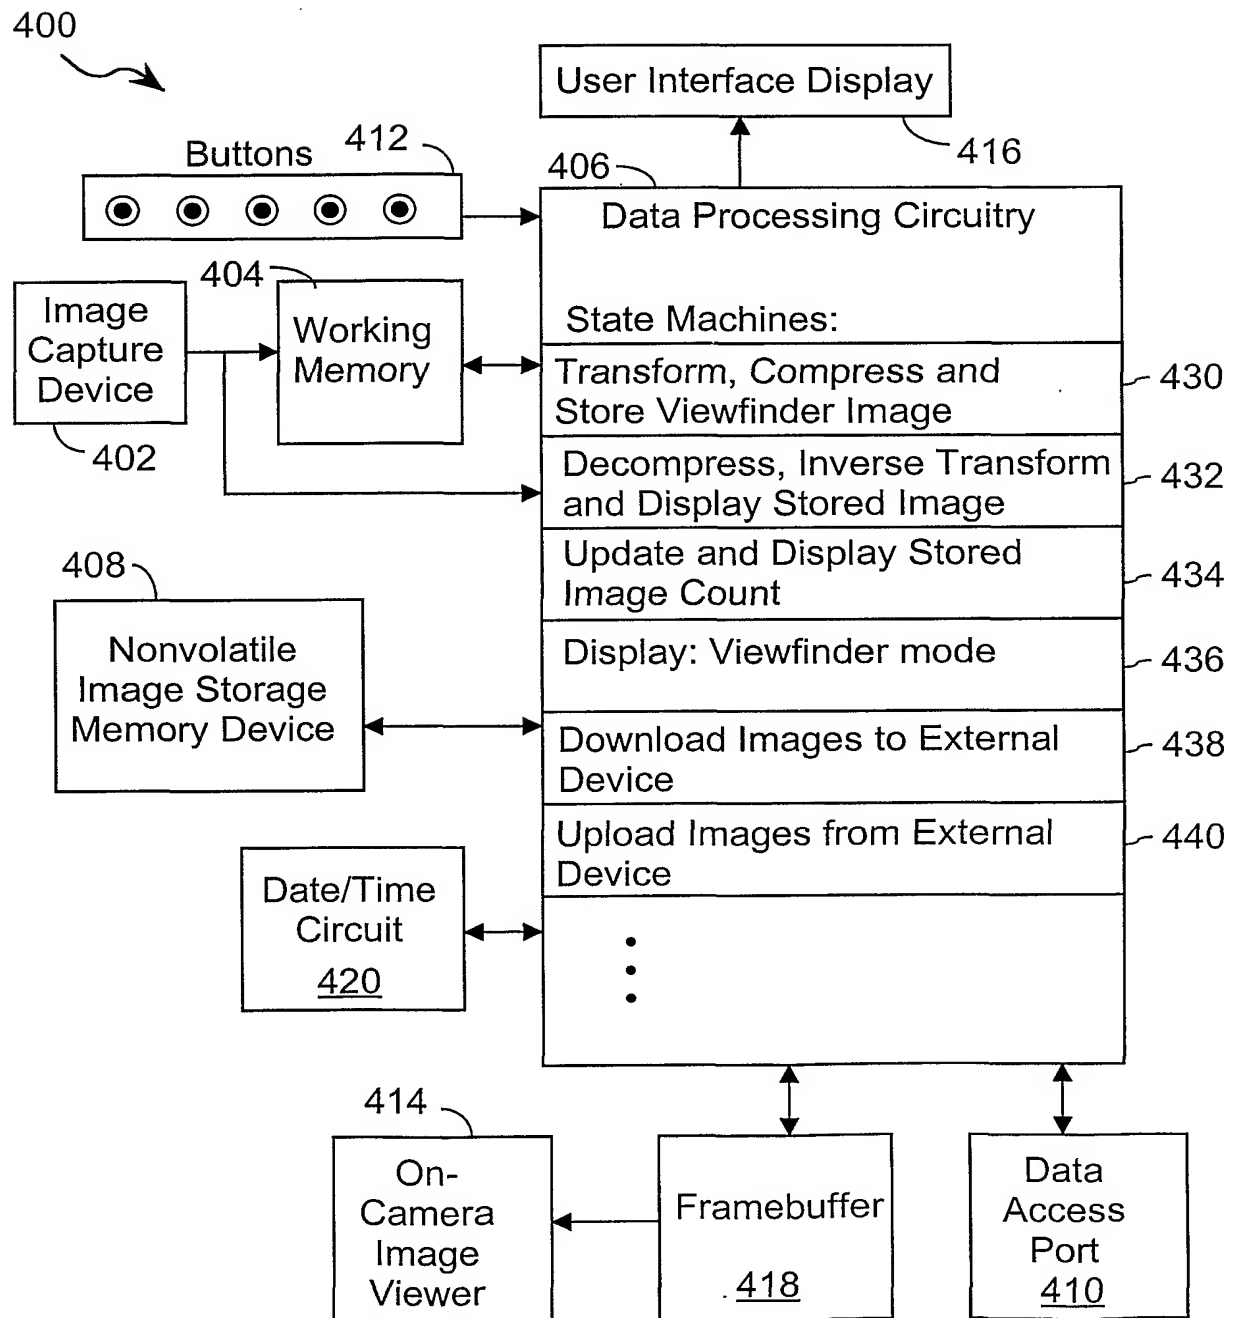 400
User Interface Display
416
Buttons
412
406
Data Processing Circuitry
State Machines:
404
Image
Capture
Device
402
Working
Memory
Transform, Compress and
Store Viewfinder Image
430
Decompress, Inverse Transform
and Display Stored Image
432
Update and Display Stored
Image Count
434
408
Nonvolatile
Image Storage
Memory Device
Display: Viewfinder mode
436
Download Images to External
Device
438
Upload Images from External
Device
440
Date/Time
Circuit
420
414
On-
Camera
Image
Viewer
Framebuffer
418
Data
Access
Port
410